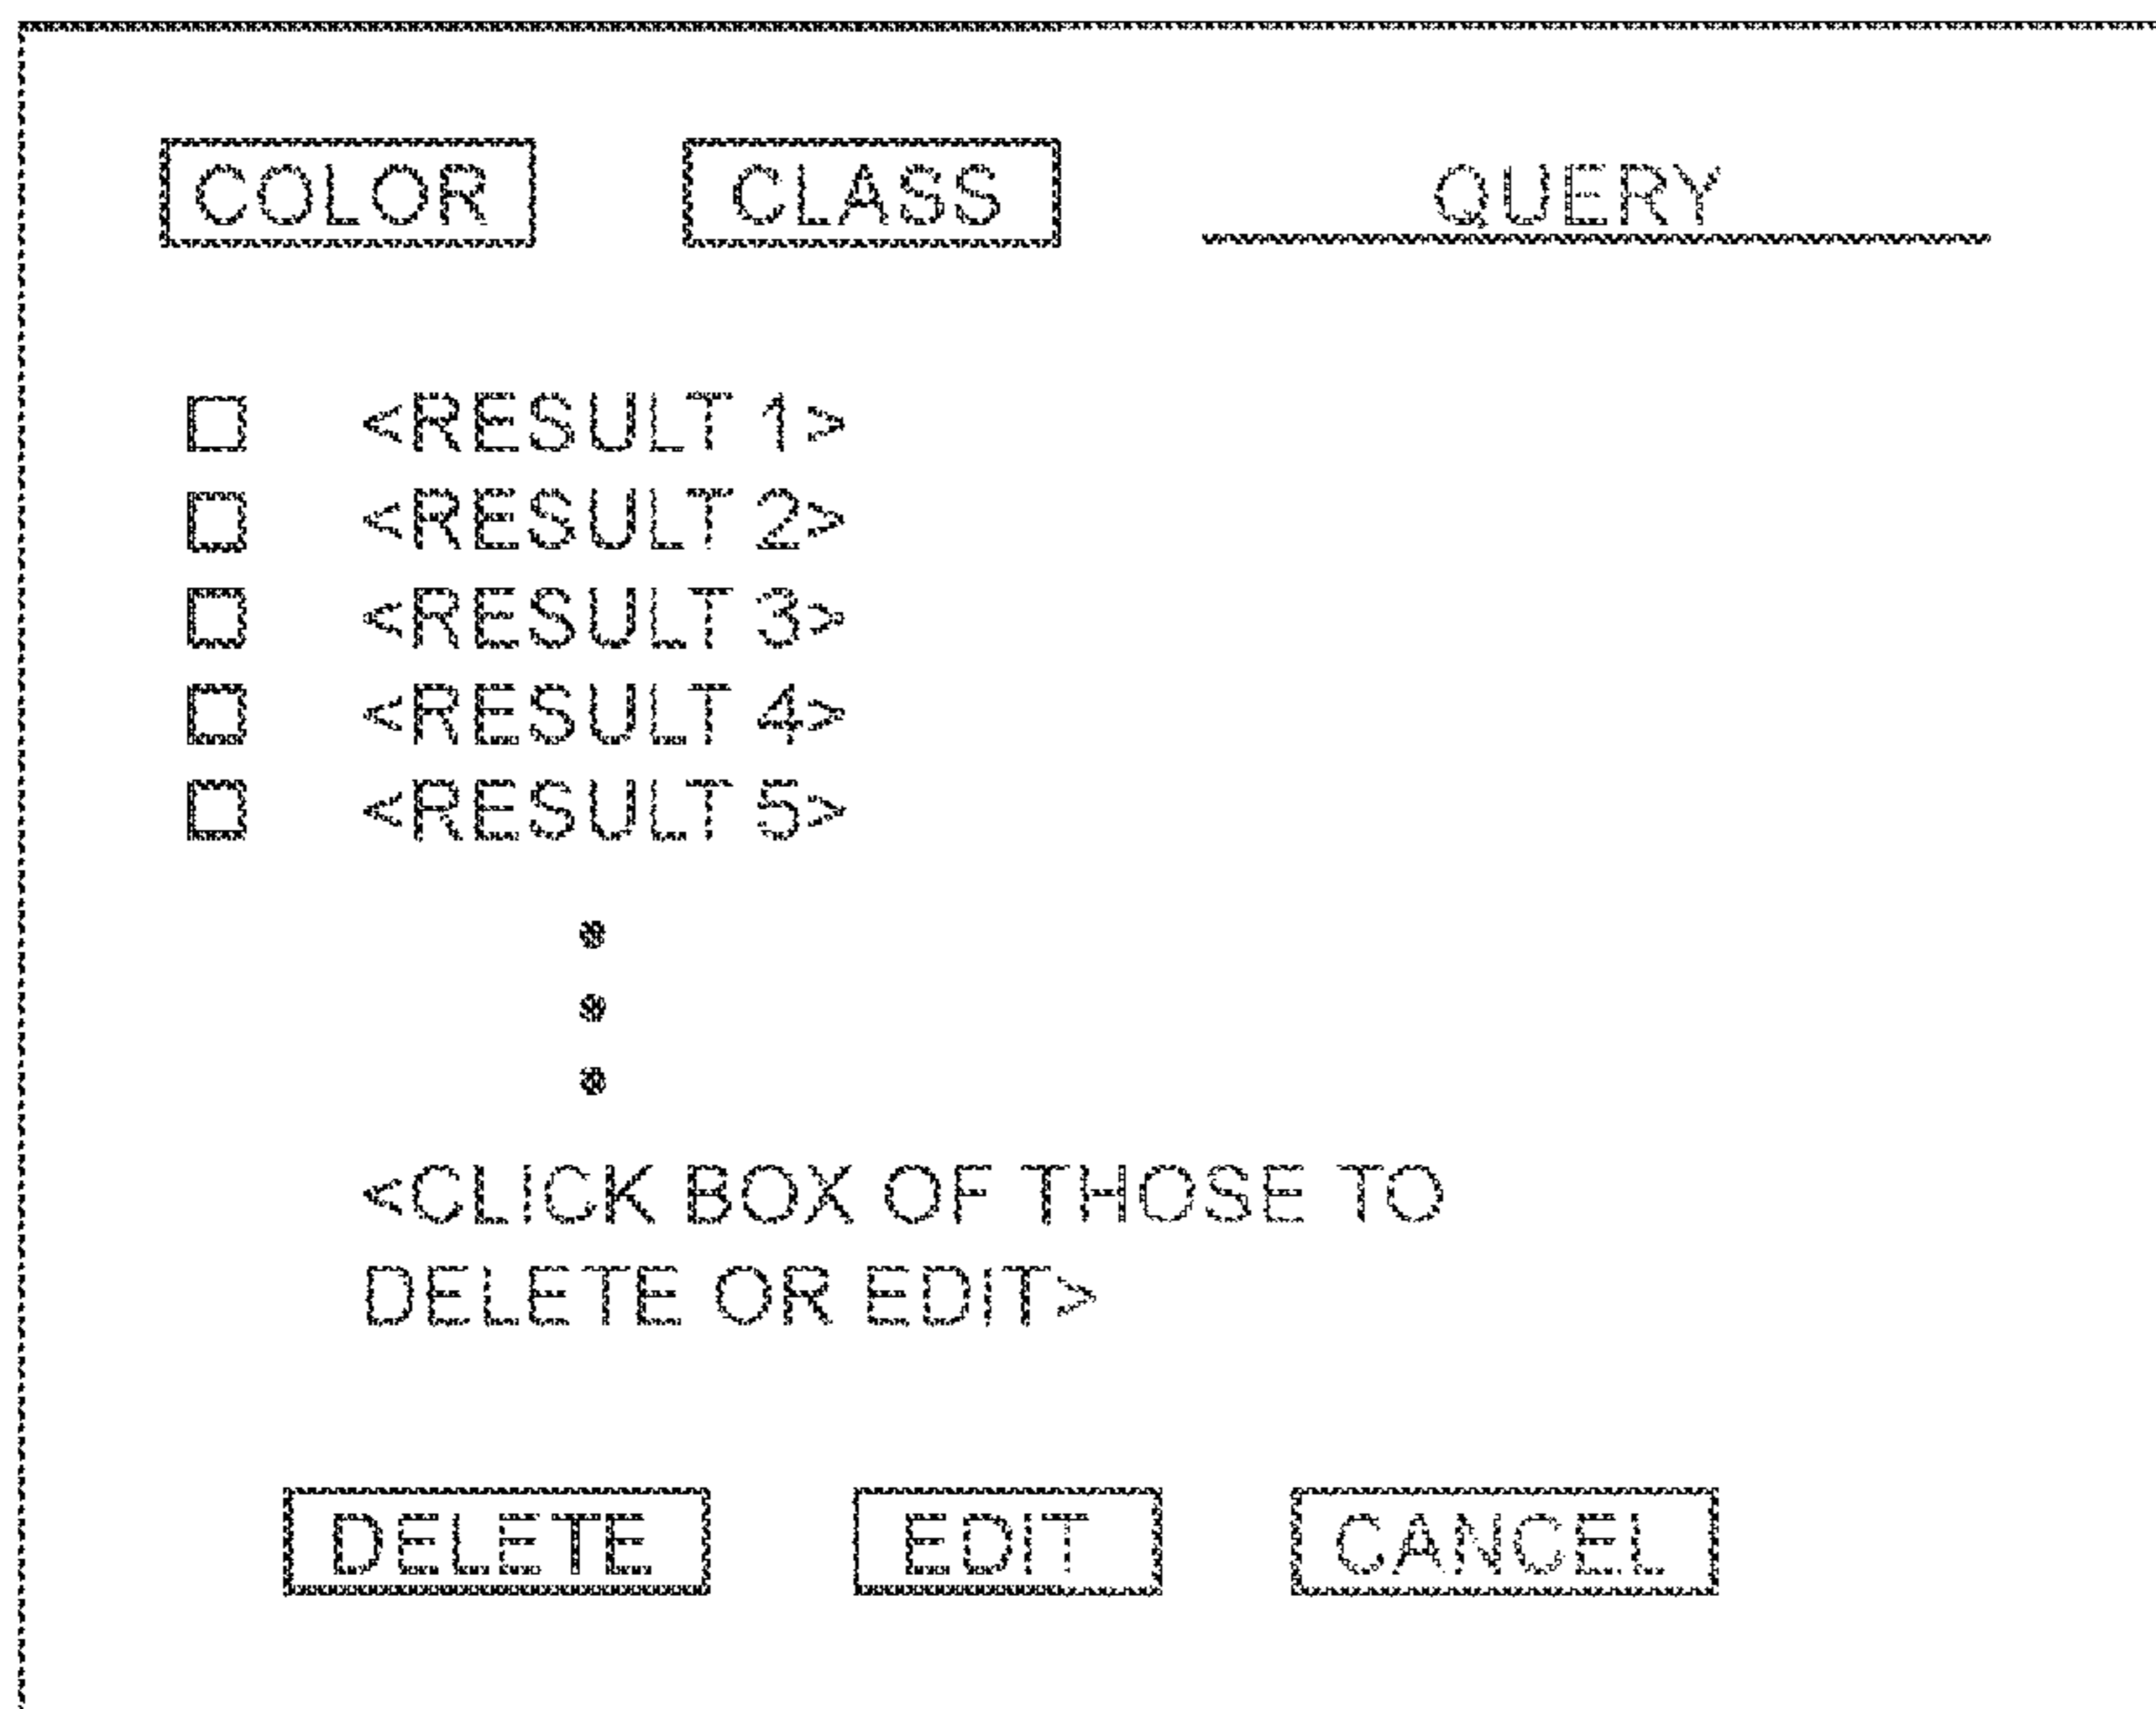 COLOR CLASS QUERY
<RESULT 1>
<RESULT 2>
<RESULT 3>
<RESULT 4>
<RESULT 5>
<CLICK BOX OF THOSE TO
DELETE OR EDIT>
DELETE EDIT CANCEL